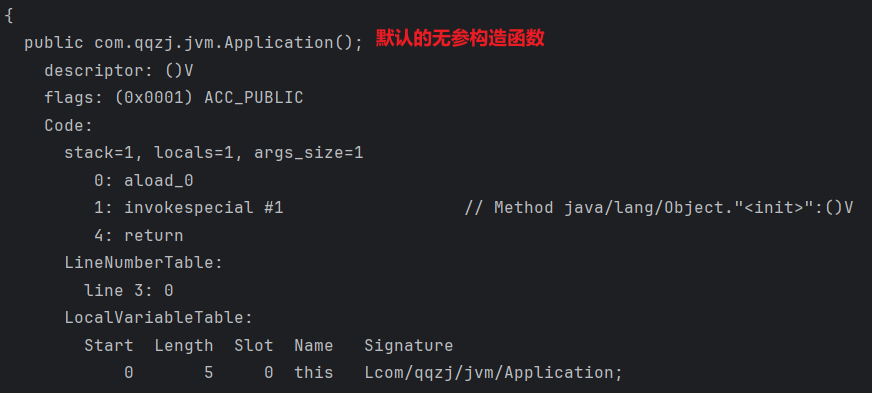 {
  public com.qqzj.jvm.Application(); 默认的无参构造函数
    descriptor: ()V
    flags: (0x0001) ACC_PUBLIC
    Code:
      stack=1, locals=1, args_size=1
         0: aload_0
         1: invokespecial #1                  // Method java/lang/Object."<init>":()V
         4: return
      LineNumberTable:
        line 3: 0
      LocalVariableTable:
        Start  Length  Slot  Name   Signature
            0       5     0  this   Lcom/qqzj/jvm/Application;